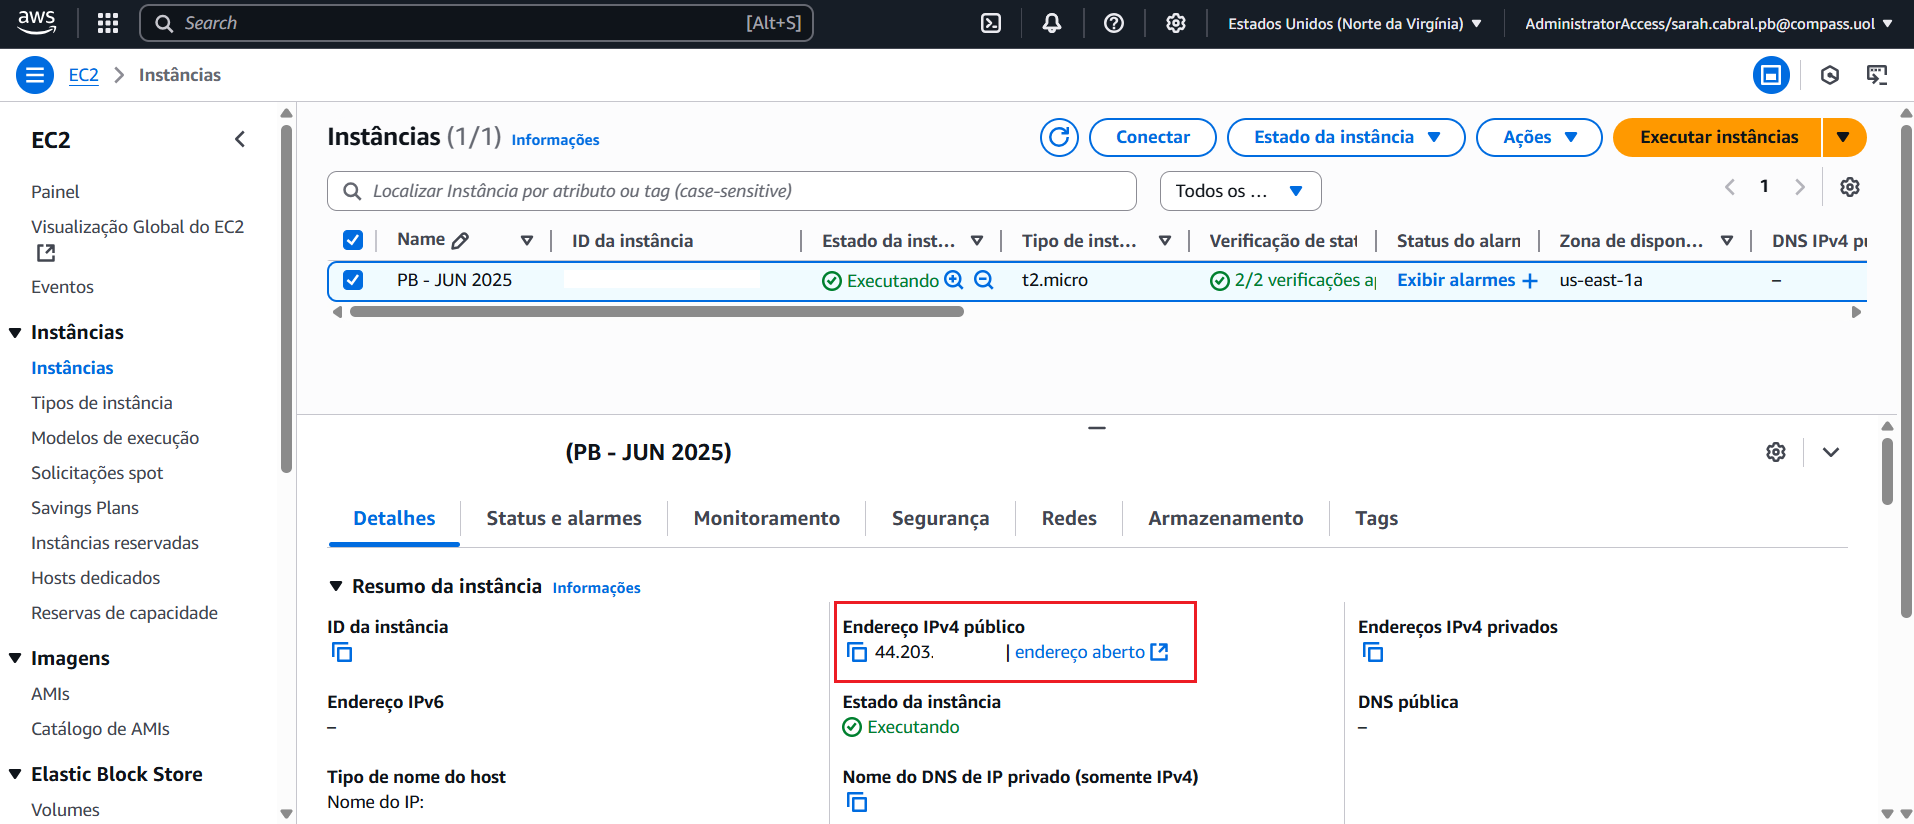 aws
Search [Alt+S]
Estados Unidos (Norte da Virgínia)
AdministratorAccess/sarah.cabral.pb@compass.uol
EC2 Instâncias
EC2
Painel
Visualização Global do EC2
Eventos
Instâncias
Instâncias
Tipos de instância
Modelos de execução
Solicitações spot
Savings Plans
Instâncias reservadas
Hosts dedicados
Reservas de capacidade
Imagens
AMIs
Catálogo de AMIs
Elastic Block Store
Volumes
Instâncias (1/1) Informações
Conectar
Estado da instância
Ações
Executar instâncias
Localizar Instância por atributo ou tag (case-sensitive)
Todos os ...
1
Name ID da instância Estado da inst... Tipo de inst... Verificação de stat Status do alarn Zona de dispon... DNS IPv4 pu
PB - JUN 2025 Executando t2.micro 2/2 verificações ap Exibir alarmes us-east-1a –
(PB - JUN 2025)
Detalhes Status e alarmes Monitoramento Segurança Redes Armazenamento Tags
Resumo da instância Informações
ID da instância
Endereço IPv4 público
44.203. | endereço aberto
Endereços IPv4 privados
Endereço IPv6
–
Estado da instância
Executando
DNS pública
–
Tipo de nome do host
Nome do IP:
Nome do DNS de IP privado (somente IPv4)